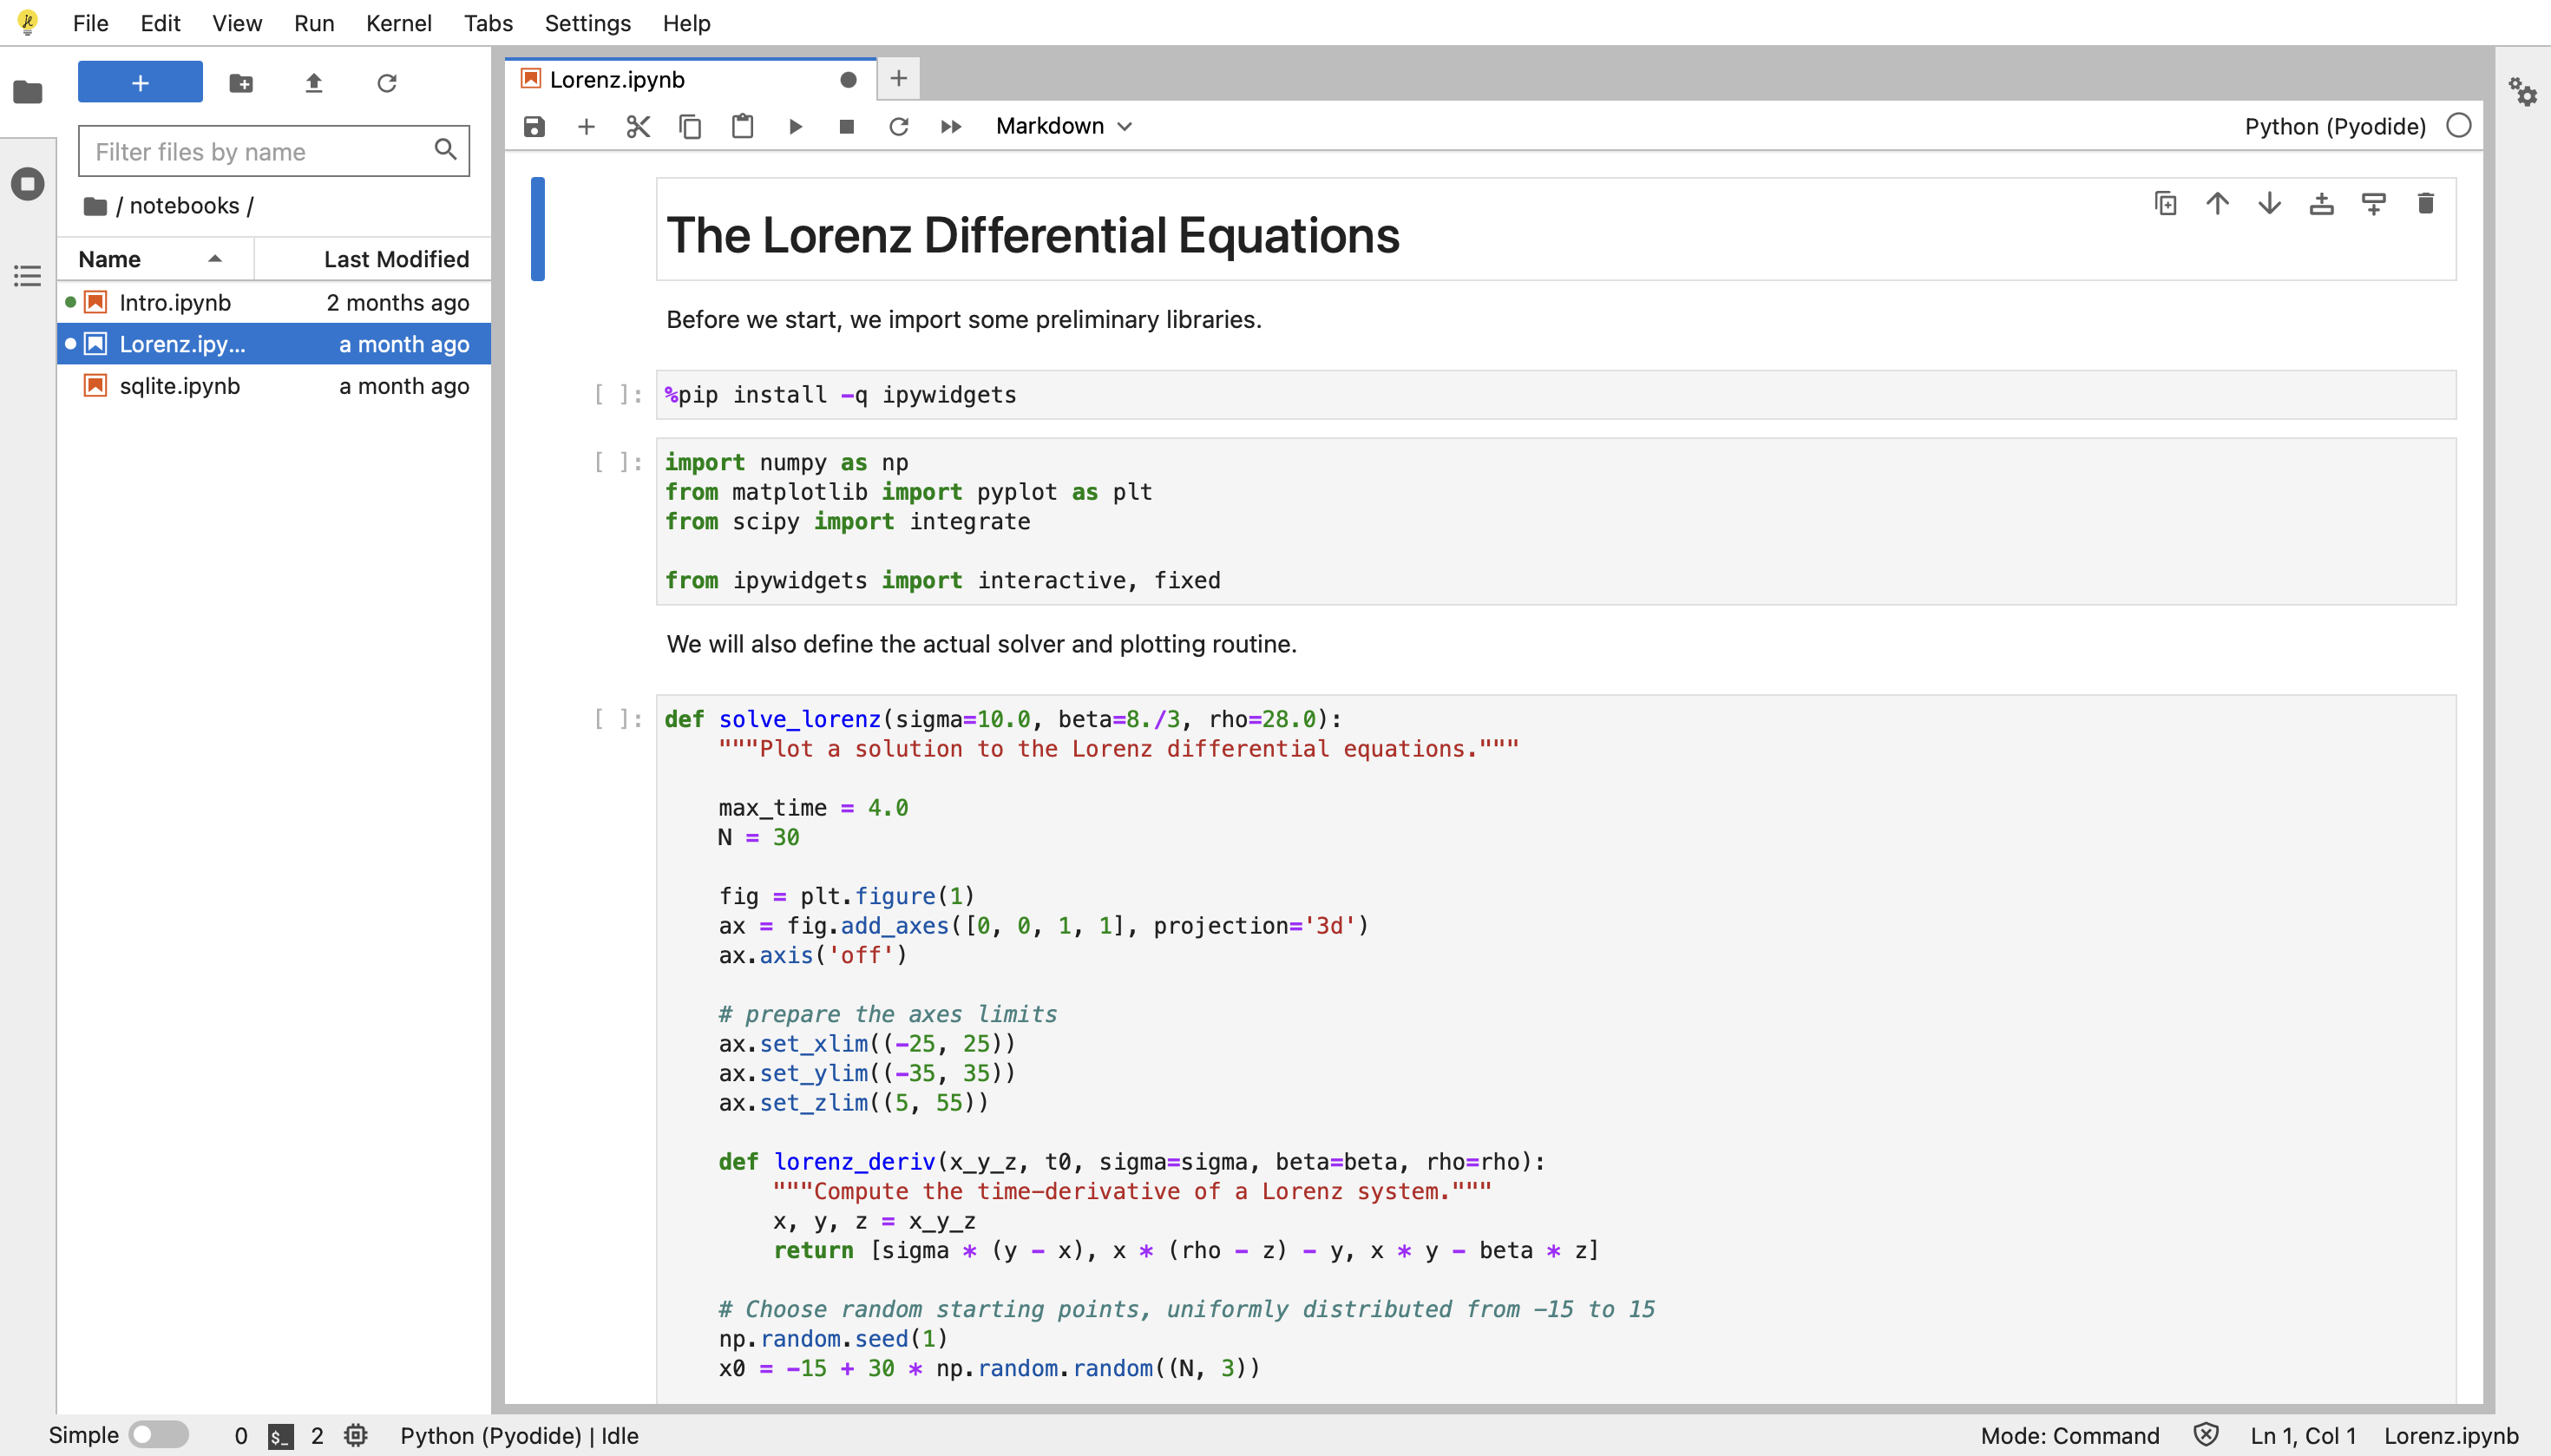 File Edit View Run Kernel Tabs Settings Help
Filter files by name
/ notebooks /
Name Last Modified
Intro.ipynb 2 months ago
Lorenz.ipy... a month ago
sqlite.ipynb a month ago
Lorenz.ipynb
Markdown
Python (Pyodide)
The Lorenz Differential Equations
Before we start, we import some preliminary libraries.
[ ]: %pip install -q ipywidgets
[ ]: import numpy as np
from matplotlib import pyplot as plt
from scipy import integrate
from ipywidgets import interactive, fixed
We will also define the actual solver and plotting routine.
[ ]: def solve_lorenz(sigma=10.0, beta=8./3, rho=28.0):
    """Plot a solution to the Lorenz differential equations."""
    max_time = 4.0
    N = 30
    fig = plt.figure(1)
    ax = fig.add_axes([0, 0, 1, 1], projection='3d')
    ax.axis('off')
    # prepare the axes limits
    ax.set_xlim((-25, 25))
    ax.set_ylim((-35, 35))
    ax.set_zlim((5, 55))
    def lorenz_deriv(x_y_z, t0, sigma=sigma, beta=beta, rho=rho):
        """Compute the time-derivative of a Lorenz system."""
        x, y, z = x_y_z
        return [sigma * (y - x), x * (rho - z) - y, x * y - beta * z]
    # Choose random starting points, uniformly distributed from -15 to 15
    np.random.seed(1)
    x0 = -15 + 30 * np.random.random((N, 3))
Simple 0 $_ 2 Python (Pyodide) | Idle Mode: Command Ln 1, Col 1 Lorenz.ipynb